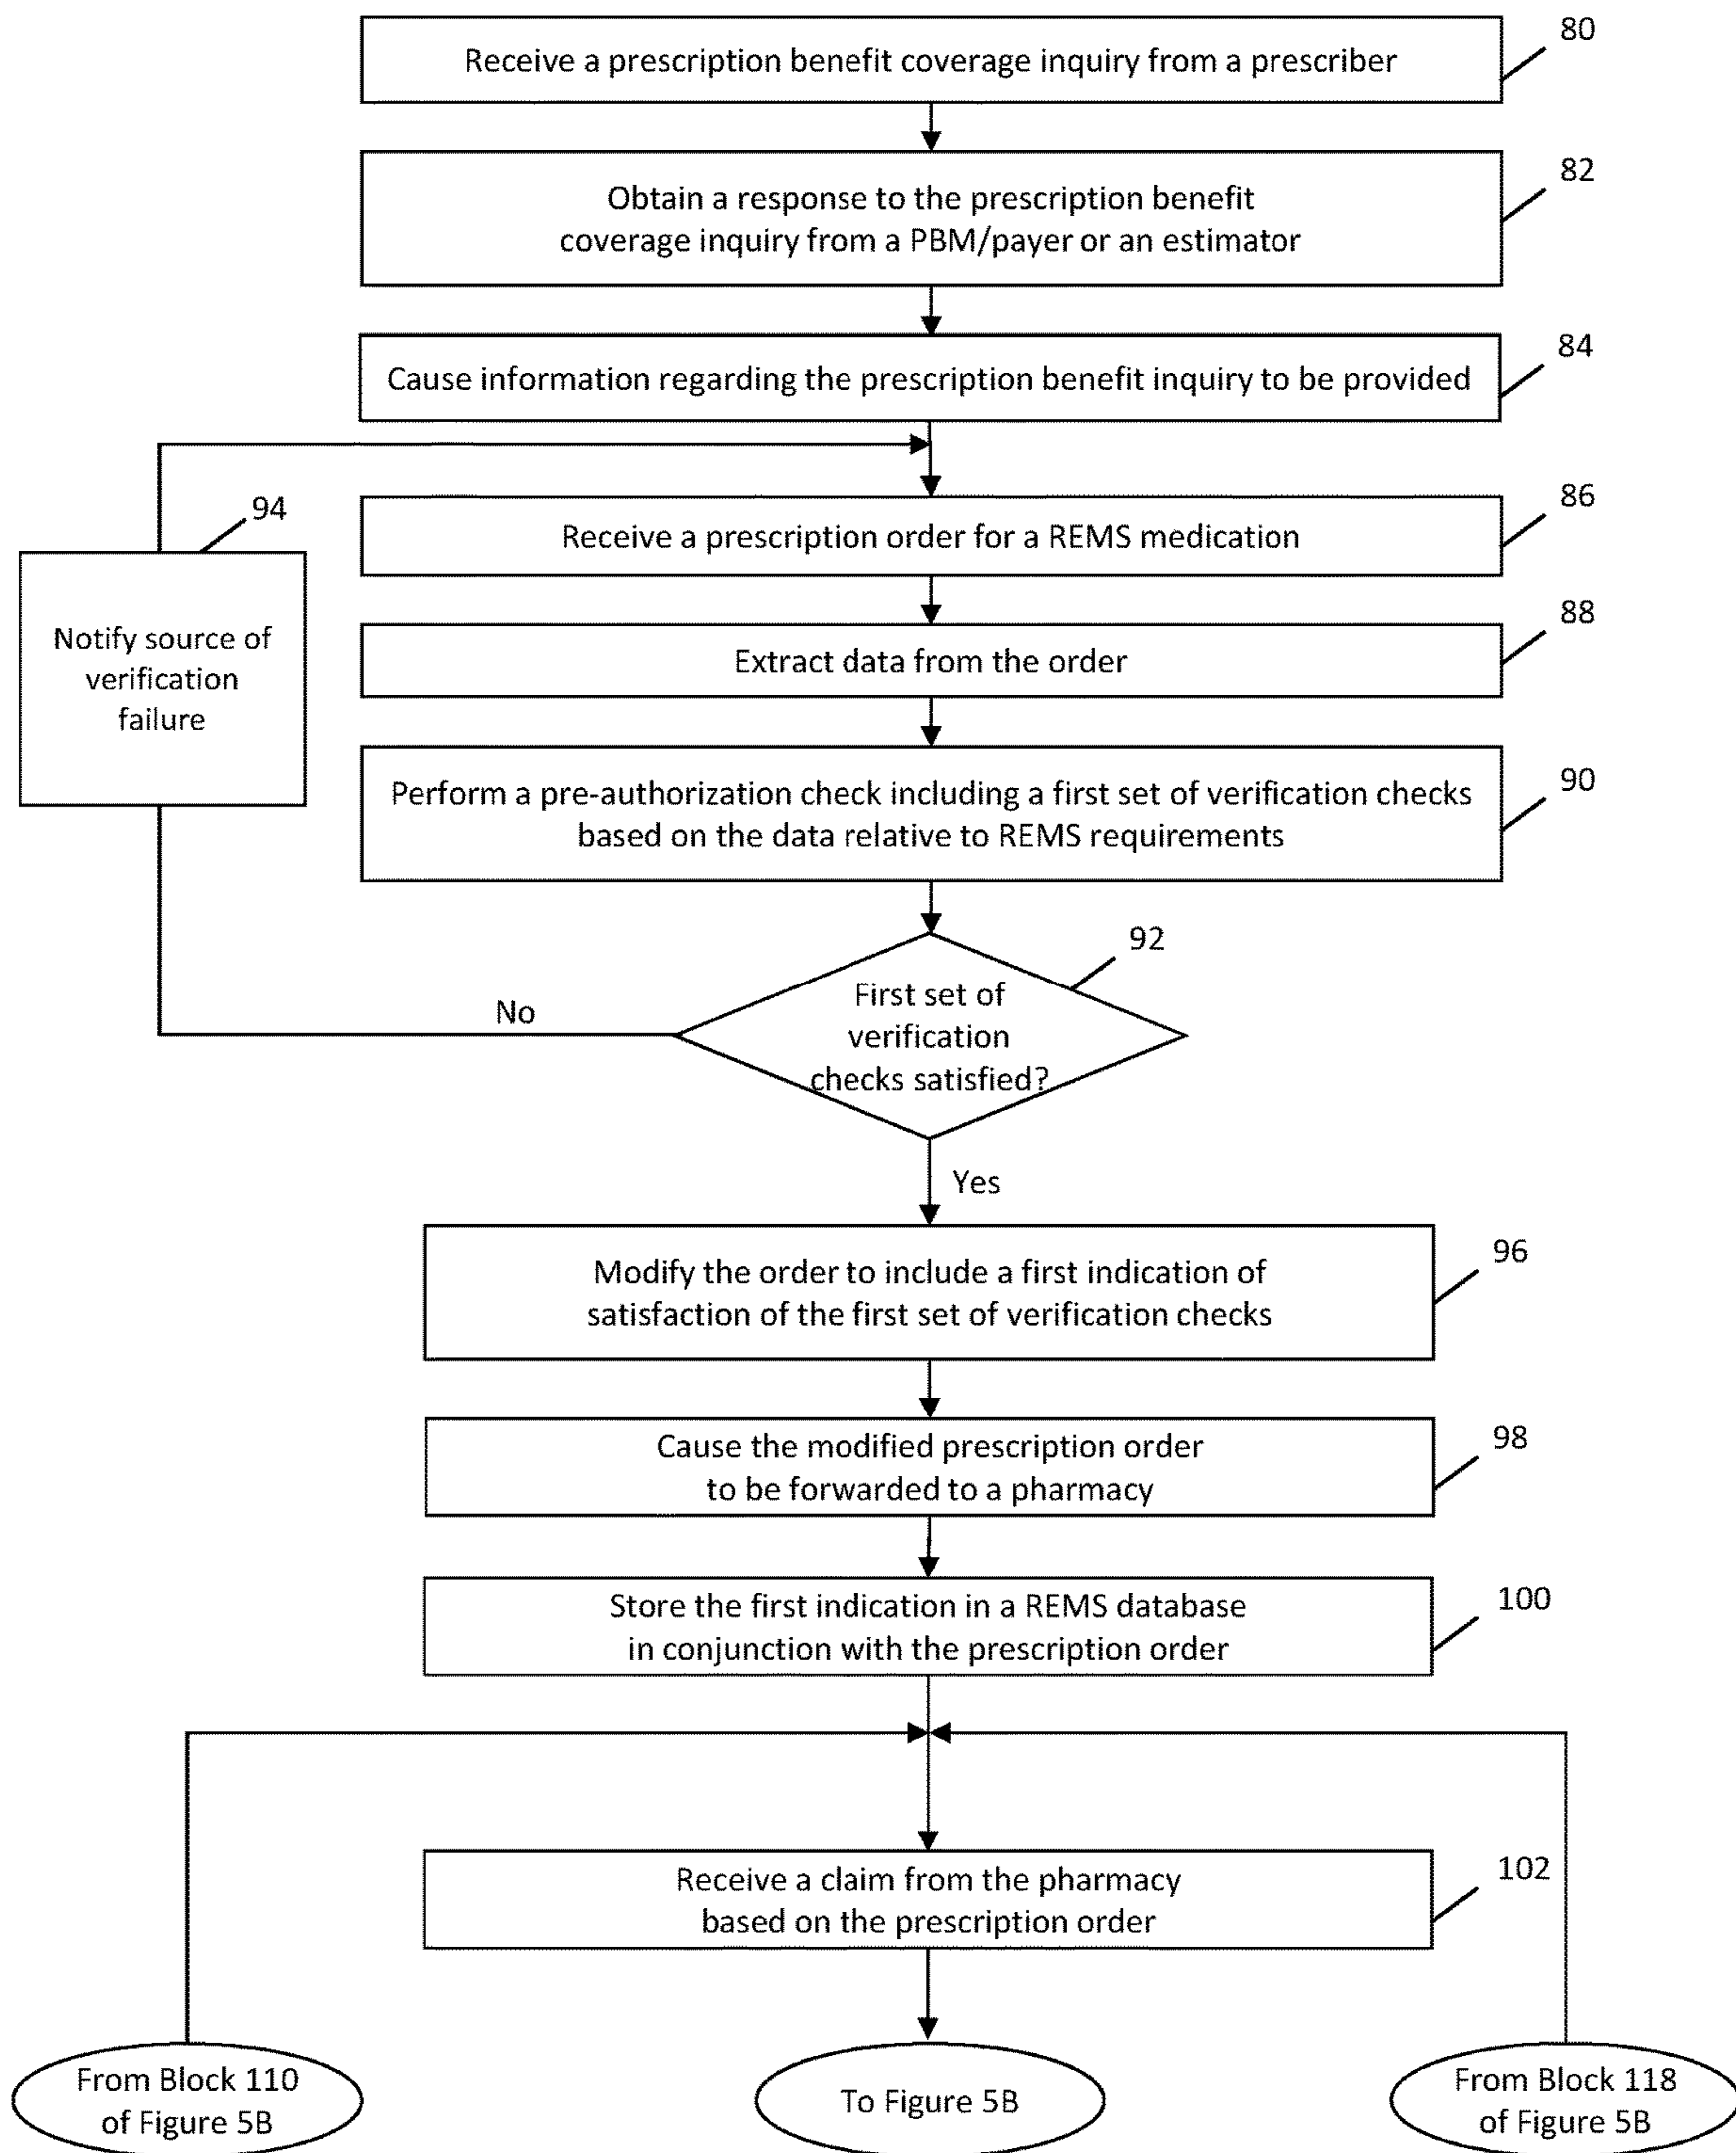 Receive a prescription benefit coverage inquiry from a prescriber
80
Obtain a response to the prescription benefit
coverage inquiry from a PBM/payer or an estimator
82
Cause information regarding the prescription benefit inquiry to be provided
84
Receive a prescription order for a REMS medication
86
94
Notify source of
verification
failure
Extract data from the order
88
Perform a pre-authorization check including a first set of verification checks
based on the data relative to REMS requirements
90
92
First set of
verification
checks satisfied?
No
Yes
Modify the order to include a first indication of
satisfaction of the first set of verification checks
96
Cause the modified prescription order
to be forwarded to a pharmacy
98
Store the first indication in a REMS database
in conjunction with the prescription order
100
Receive a claim from the pharmacy
based on the prescription order
102
From Block 110
of Figure 5B
To Figure 5B
From Block 118
of Figure 5B